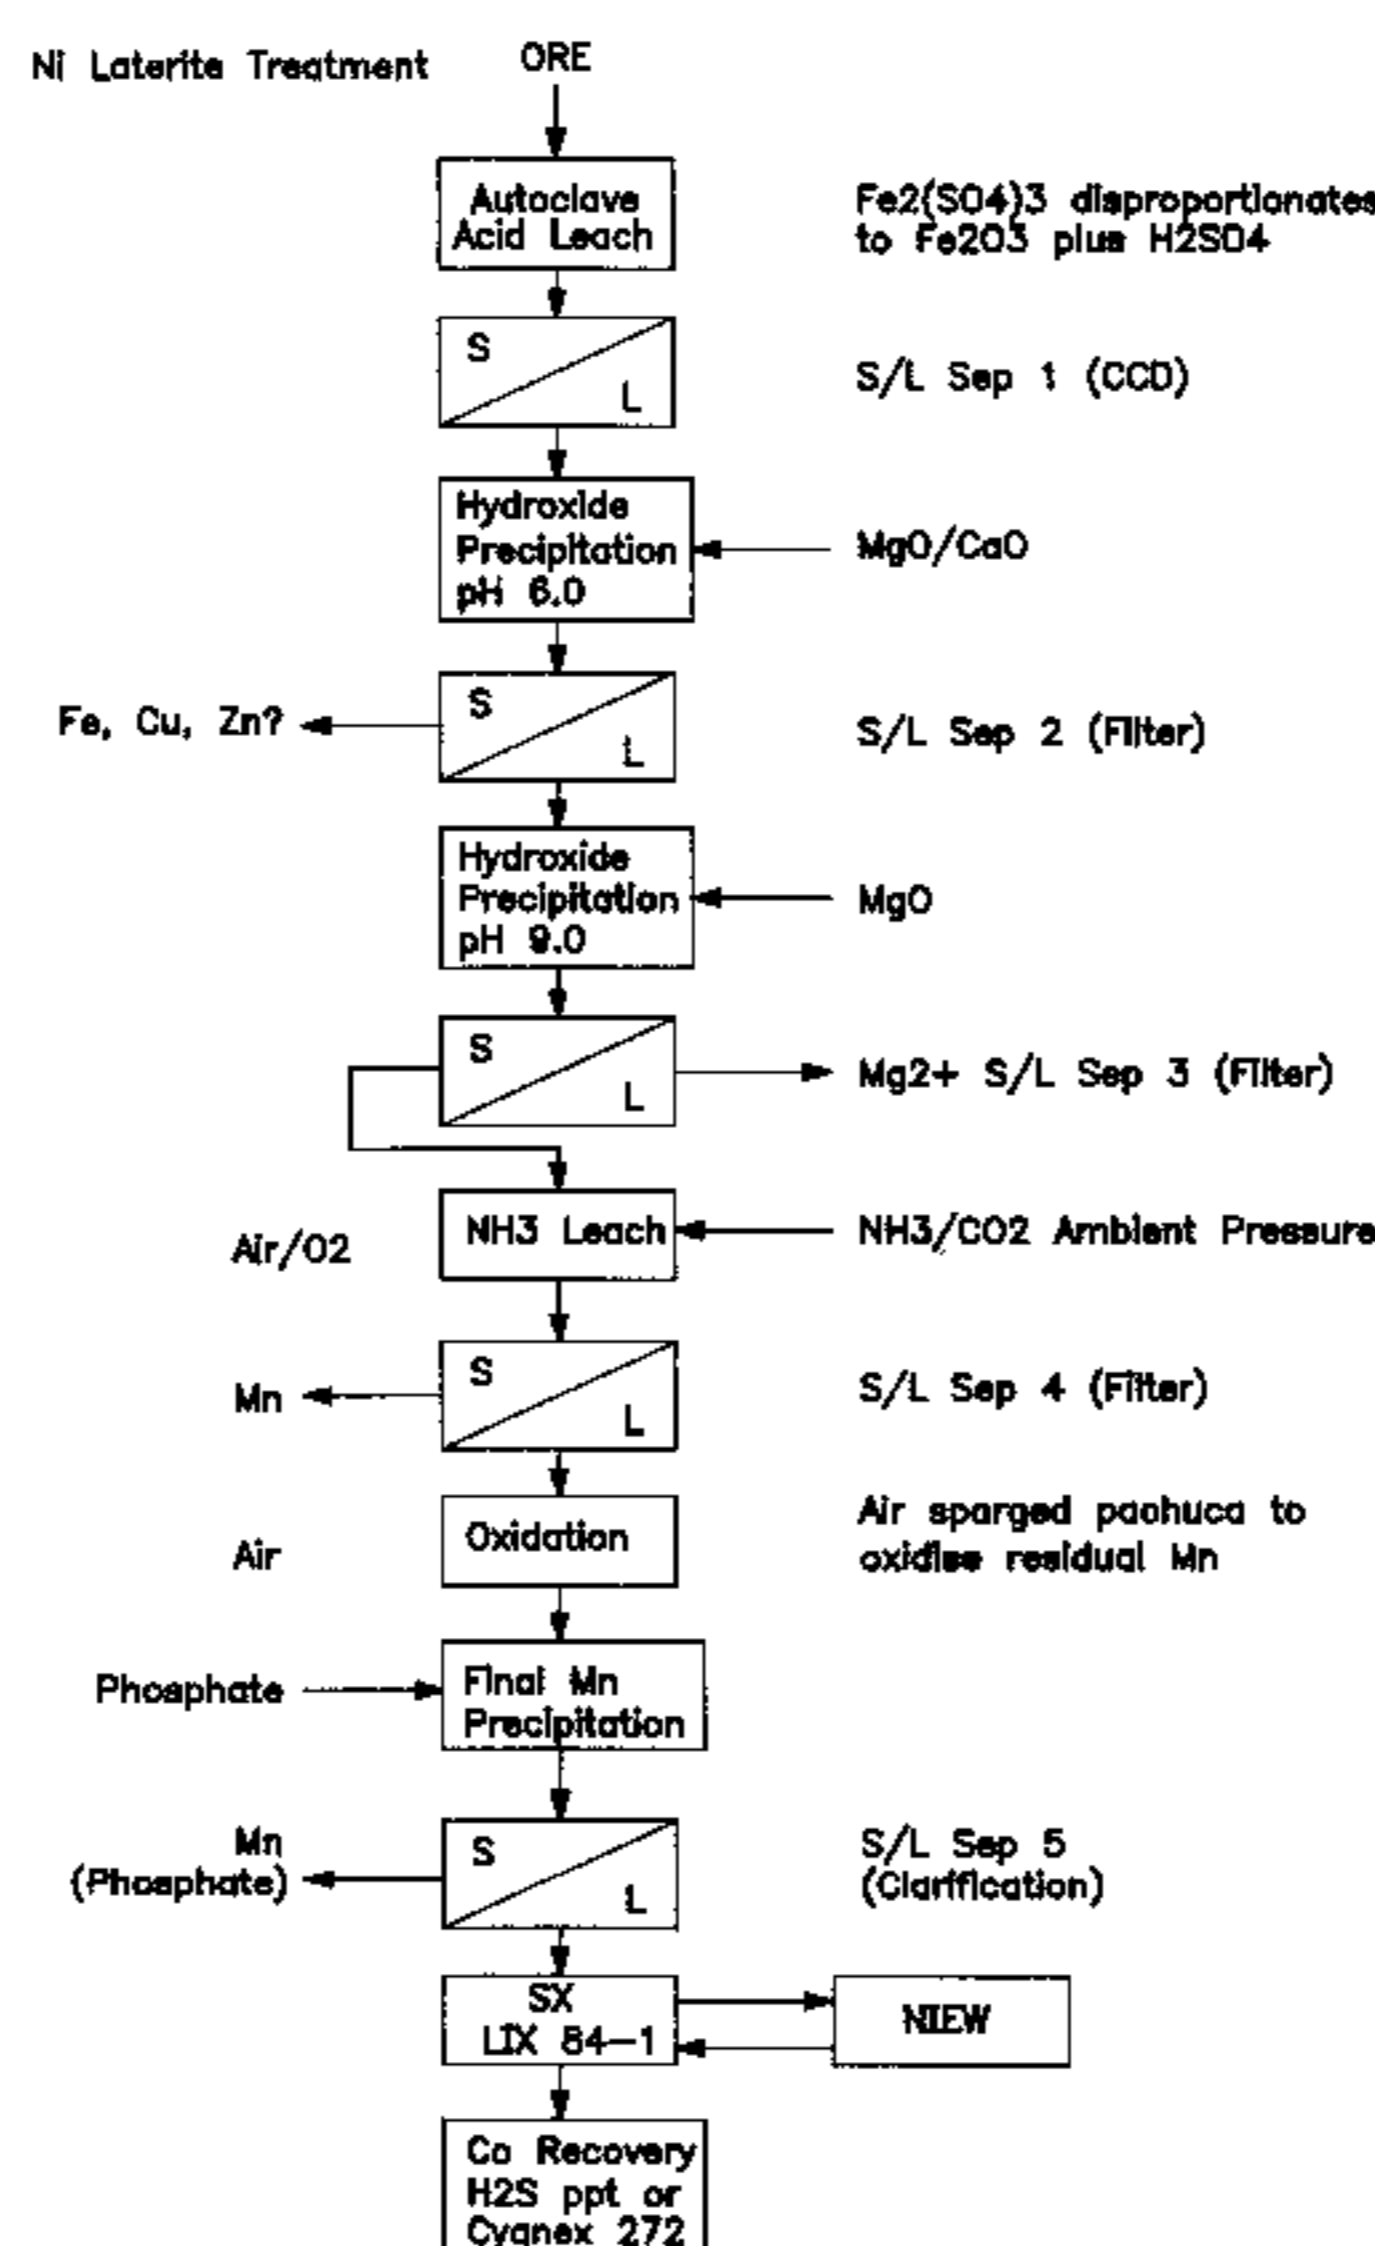 Ni Laterite Treatment
ORE
Autoclave
Acid Leach
Fe2(SO4)3 disproportionates
to Fe2O3 plus H2SO4
S
L
S/L Sep 1 (CCD)
Hydroxide
Precipitation
pH 6.0
MgO/CaO
Fe, Cu, Zn?
S
L
S/L Sep 2 (Filter)
Hydroxide
Precipitation
pH 9.0
MgO
S
L
Mg2+ S/L Sep 3 (Filter)
Air/O2
NH3 Leach
NH3/CO2 Ambient Pressure
Mn
S
L
S/L Sep 4 (Filter)
Air
Oxidation
Air sparged pachuca to
oxidise residual Mn
Phosphate
Final Mn
Precipitation
Mn
(Phosphate)
S
L
S/L Sep 5
(Clarification)
SX
LIX 84-1
NIEW
Co Recovery
H2S ppt or
Cyanex 272